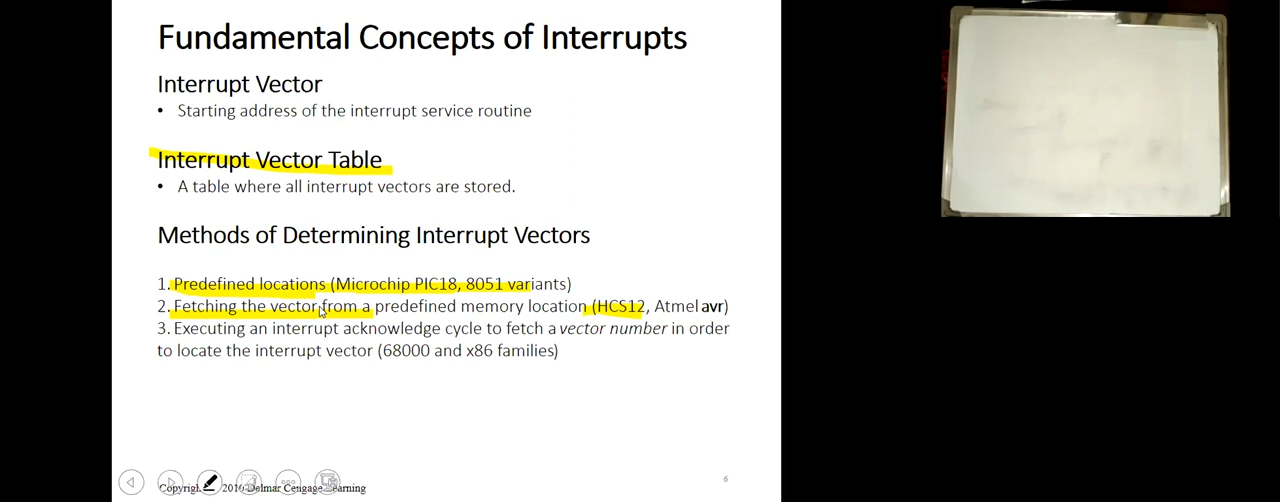 Fundamental Concepts of Interrupts
Interrupt Vector
• Starting address of the interrupt service routine
Interrupt Vector Table
• A table where all interrupt vectors are stored.
Methods of Determining Interrupt Vectors
1. Predefined locations (Microchip PIC18, 8051 variants)
2. Fetching the vector from a predefined memory location (HCS12, Atmel avr)
3. Executing an interrupt acknowledge cycle to fetch a vector number in order
to locate the interrupt vector (68000 and x86 families)
6
Delmar Cengage Learning